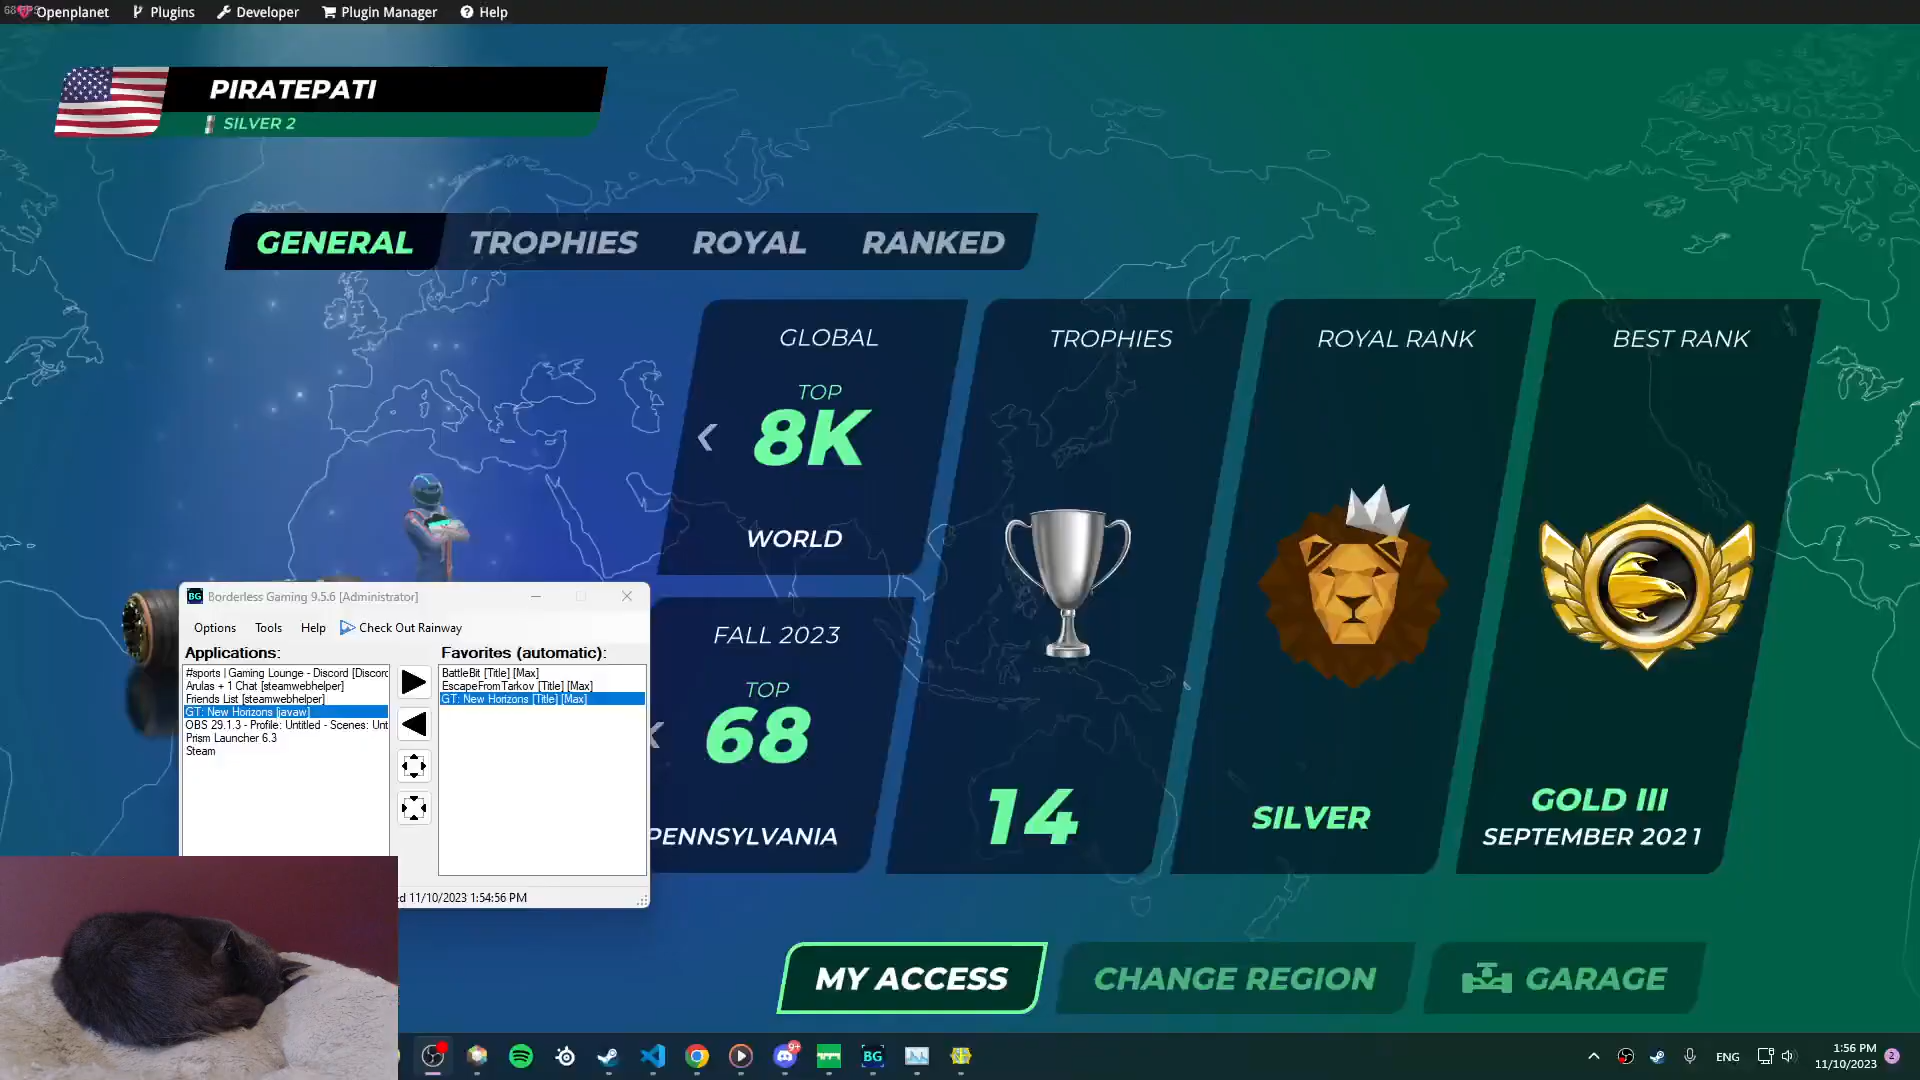 Openplanet Plugins Developer Plugin Manager Help
PIRATEPATI
SILVER 2
GENERAL TROPHIES ROYAL RANKED
GLOBAL
TOP
8K
WORLD
FALL 2023
TOP
68
PENNSYLVANIA
TROPHIES
14
ROYAL RANK
SILVER
BEST RANK
GOLD III
SEPTEMBER 2021
BG Borderless Gaming 9.5.6 [Administrator]
Options Tools Help Check Out Rainway
Applications:
#sports | Gaming Lounge - Discord [Discord
Arulas + 1 Chat [steamwebhelper]
Friends List [steamwebhelper]
GT: New Horizons [javaw]
OBS 29.1.3 - Profile: Untitled - Scenes: Unt
Prism Launcher 6.3
Steam
Favorites (automatic):
BattleBit [Title] [Max]
EscapeFromTarkov [Title] [Max]
GT: New Horizons [Title] [Max]
ed 11/10/2023 1:54:56 PM
MY ACCESS CHANGE REGION GARAGE
9+
BG
ENG
1:56 PM
11/10/2023
2